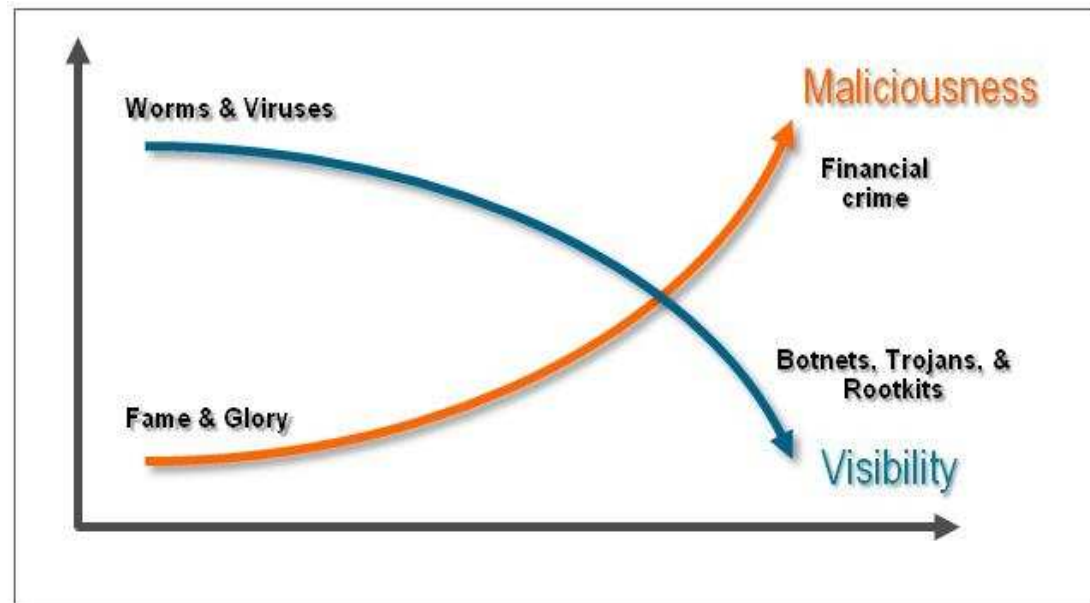 Maliciousness
Worms & Viruses
Financial
crime
Botnets, Trojans, &
Rootkits
Fame & Glory
Visibility